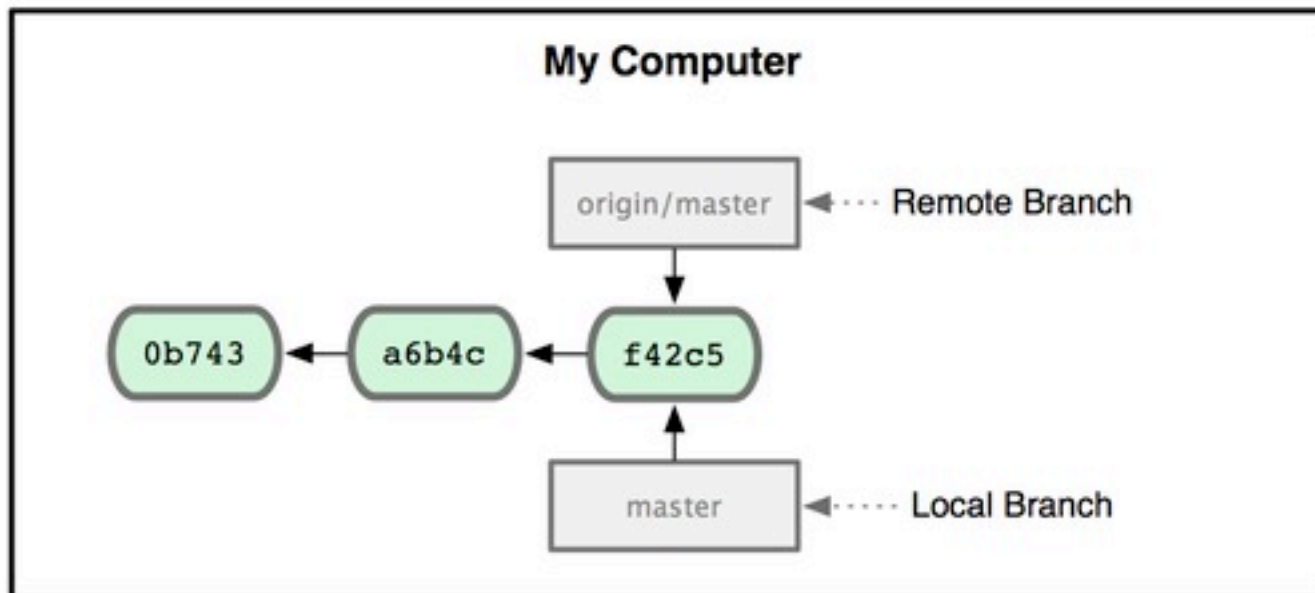 My Computer
origin/master
Remote Branch
0b743
a6b4c
f42c5
master
Local Branch